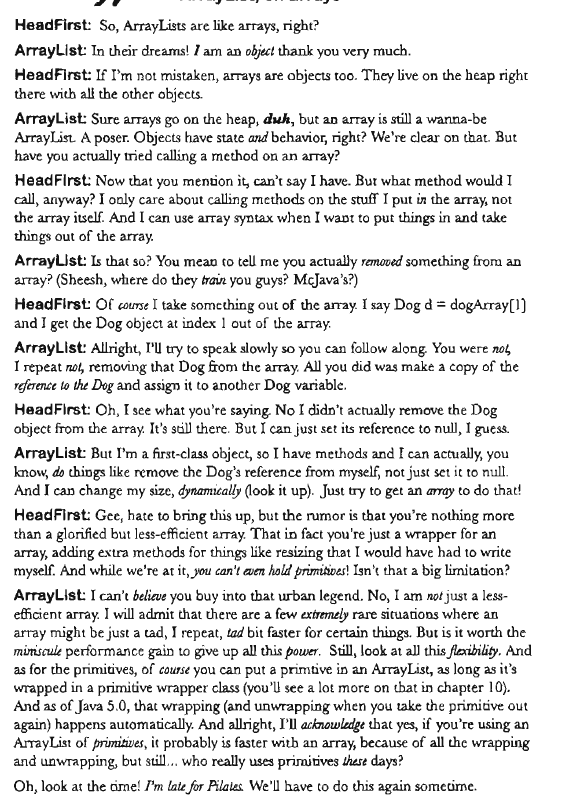 HeadFirst: So, ArrayLists are like arrays, right?
ArrayList: In their dreams! I am an object thank you very much.
HeadFirst: If I'm not mistaken, arrays are objects too. They live on the heap right
there with all the other objects.
ArrayList: Sure arrays go on the heap, duh, but an array is still a wanna-be
ArrayList. A poser. Objects have state and behavior, right? We're clear on that. But
have you actually tried calling a method on an array?
HeadFirst: Now that you mention it, can't say I have. But what method would I
call, anyway? I only care about calling methods on the stuff I put in the array, not
the array itself. And I can use array syntax when I want to put things in and take
things out of the array.
ArrayList: Is that so? You mean to tell me you actually removed something from an
array? (Sheesh, where do they train you guys? McJava's?)
HeadFirst: Of course I take something out of the array. I say Dog d = dogArray[1]
and I get the Dog object at index 1 out of the array.
ArrayList: Allright, I'll try to speak slowly so you can follow along. You were not,
I repeat not, removing that Dog from the array. All you did was make a copy of the
reference to the Dog and assign it to another Dog variable.
HeadFirst: Oh, I see what you're saying. No I didn't actually remove the Dog
object from the array. It's still there. But I can just set its reference to null, I guess.
ArrayList: But I'm a first-class object, so I have methods and I can actually, you
know, do things like remove the Dog's reference from myself, not just set it to null.
And I can change my size, dynamically (look it up). Just try to get an array to do that!
HeadFirst: Gee, hate to bring this up, but the rumor is that you're nothing more
than a glorified but less-efficient array. That in fact you're just a wrapper for an
array, adding extra methods for things like resizing that I would have had to write
myself. And while we're at it, you can't even hold primitives! Isn't that a big limitation?
ArrayList: I can't believe you buy into that urban legend. No, I am not just a less-
efficient array. I will admit that there are a few extremely rare situations where an
array might be just a tad, I repeat, tad bit faster for certain things. But is it worth the
miniscule performance gain to give up all this power. Still, look at all this flexibility. And
as for the primitives, of course you can put a primtive in an ArrayList, as long as it's
wrapped in a primitive wrapper class (you'll see a lot more on that in chapter 10).
And as of Java 5.0, that wrapping (and unwrapping when you take the primitive out
again) happens automatically. And allright, I'll acknowledge that yes, if you're using an
ArrayList of primitives, it probably is faster with an array, because of all the wrapping
and unwrapping, but still... who really uses primitives these days?
Oh, look at the time! I'm late for Pilates. We'll have to do this again sometime.